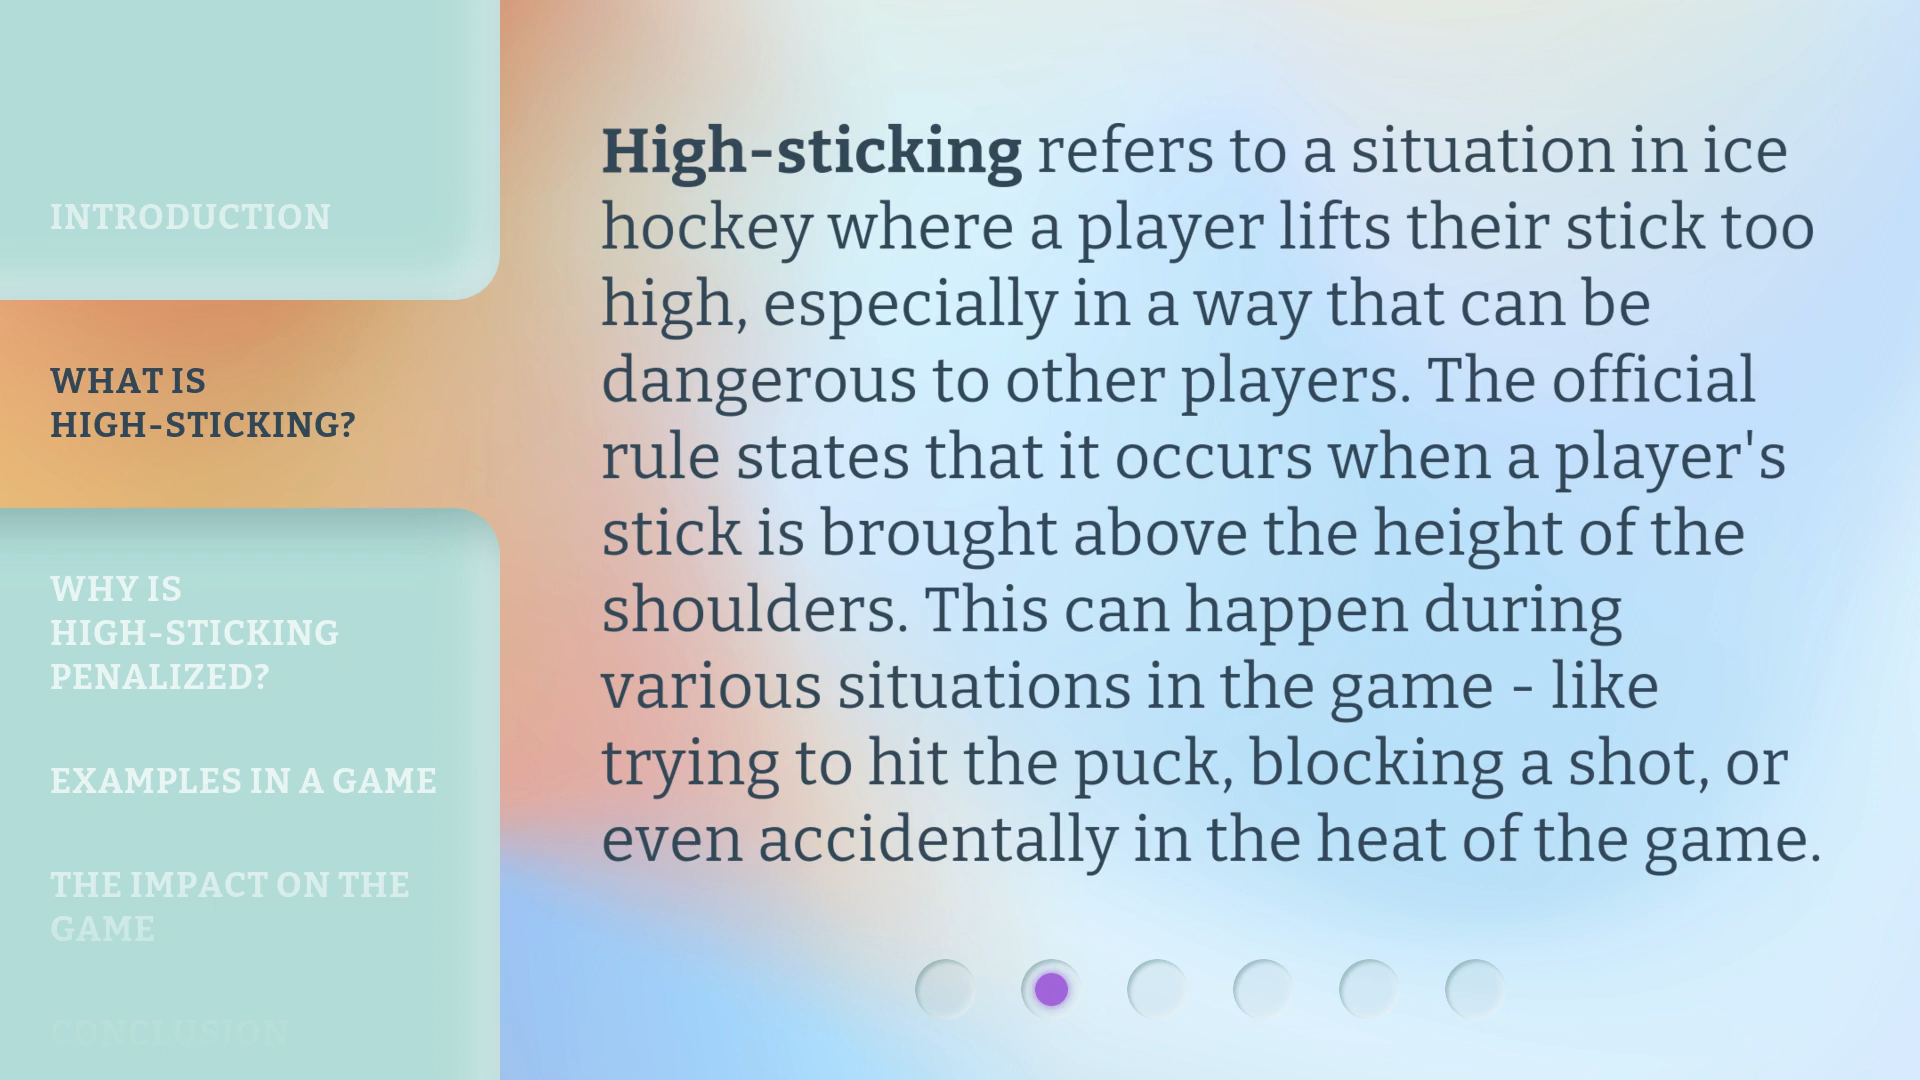 INTRODUCTION
WHAT IS
HIGH-STICKING?
WHY IS
HIGH-STICKING
PENALIZED?
EXAMPLES IN A GAME
THE IMPACT ON THE
GAME
CONCLUSION
High-sticking refers to a situation in ice
hockey where a player lifts their stick too
high, especially in a way that can be
dangerous to other players. The official
rule states that it occurs when a player's
stick is brought above the height of the
shoulders. This can happen during
various situations in the game - like
trying to hit the puck, blocking a shot, or
even accidentally in the heat of the game.